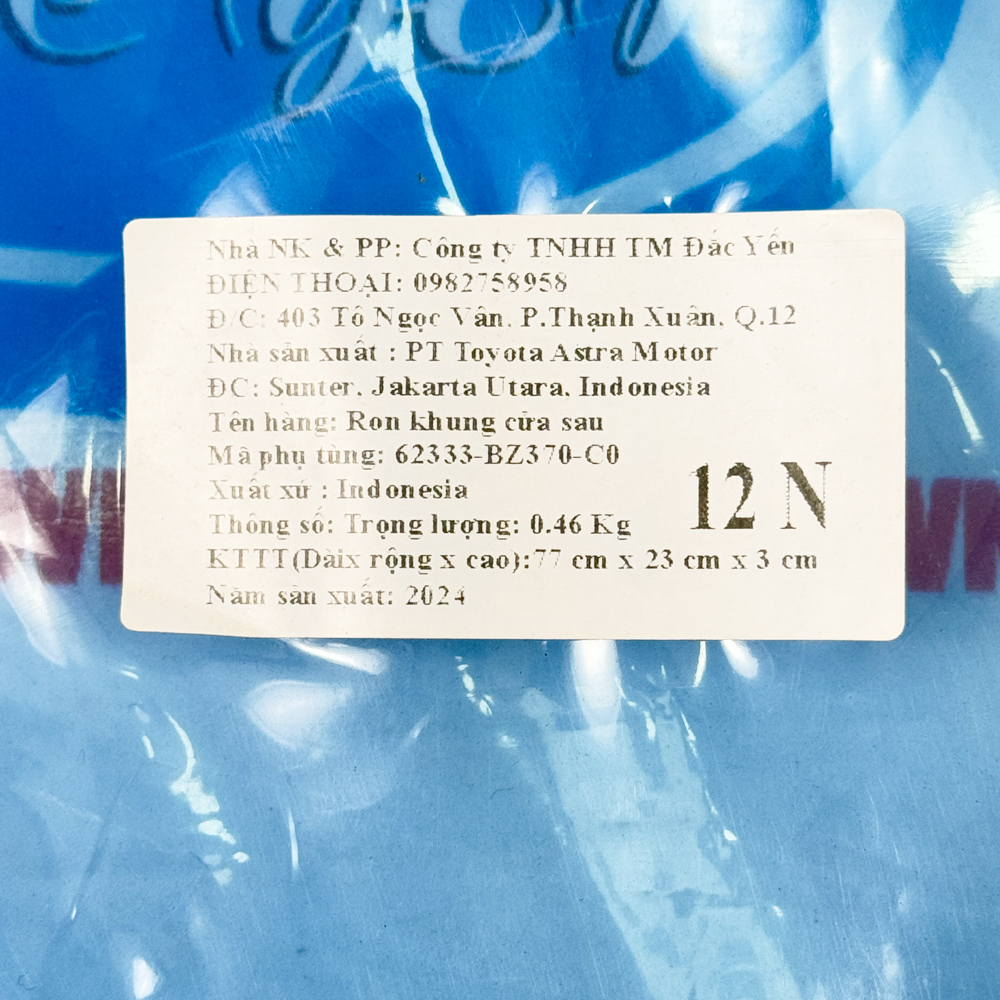 Nhà NK & PP: Công ty TNHH TM Đắc Yến
ĐIỆN THOẠI: 0982758958
Đ/C: 403 Tô Ngọc Vân. P.Thạnh Xuân. Q.12
Nhà sản xuất : PT Toyota Astra Motor
ĐC: Sunter. Jakarta Utara. Indonesia
Tên hàng: Ron khung cửa sau
Mã phụ tùng: 62333-BZ370-C0
Xuất xứ : Indonesia
12 N
Thông số: Trọng lượng: 0.46 Kg
KTTT(Dàix rộng x cao):77 cm x 23 cm x 3 cm
Năm sản xuất: 2024